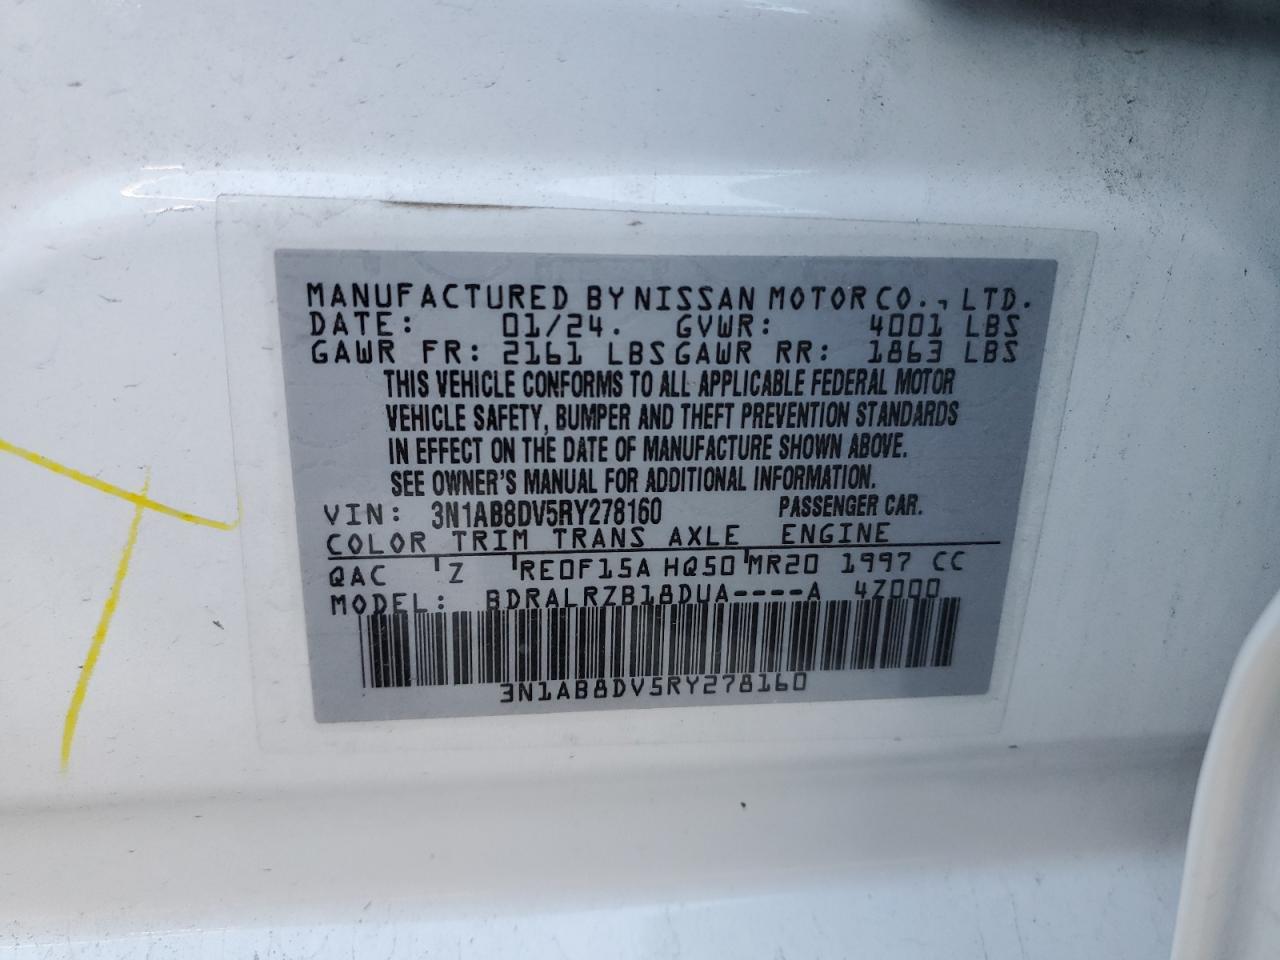 MANUFACTURED BY NISSAN MOTOR CO., LTD.
DATE: 01/24. GVWR: 4001 LBS
GAWR FR: 2161 LBS GAWR RR: 1863 LBS
THIS VEHICLE CONFORMS TO ALL APPLICABLE FEDERAL MOTOR
VEHICLE SAFETY, BUMPER AND THEFT PREVENTION STANDARDS
IN EFFECT ON THE DATE OF MANUFACTURE SHOWN ABOVE.
SEE OWNER'S MANUAL FOR ADDITIONAL INFORMATION.
VIN: 3N1AB8DV5RY278160 PASSENGER CAR.
COLOR TRIM TRANS AXLE ENGINE
QAC Z RE0F15A HQ50 MR20 1997 CC
MODEL: BDRALRZB18DUA----A 4Z000
3N1AB8DV5RY278160